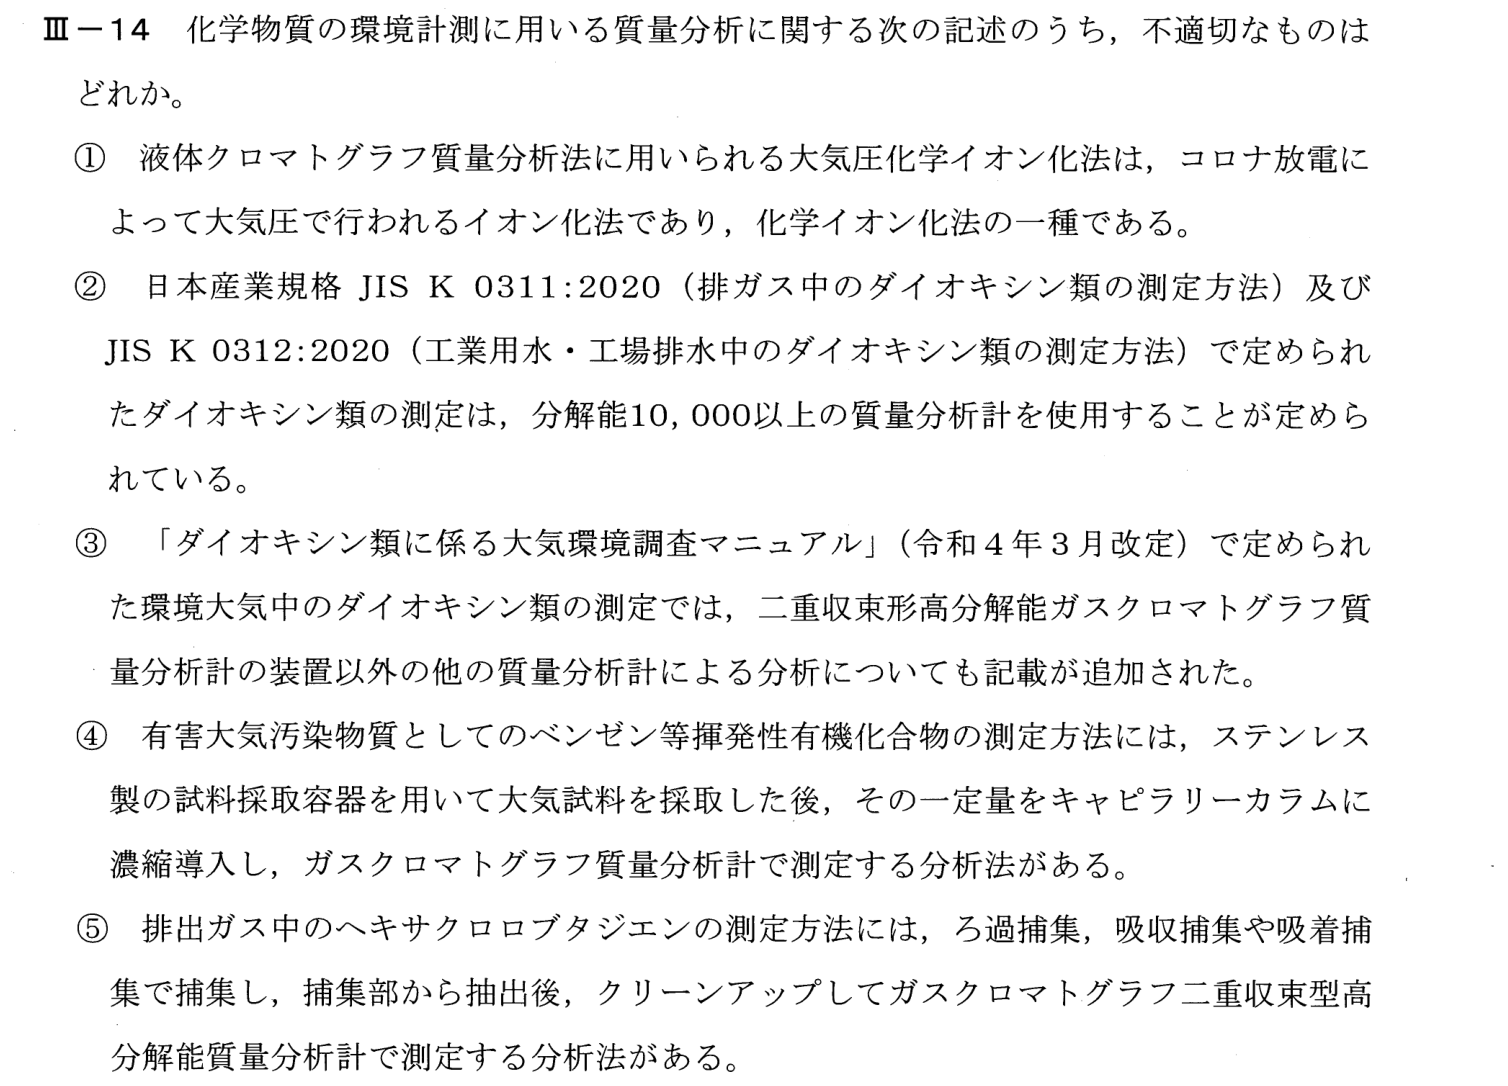 Ⅲ－14　化学物質の環境計測に用いる質量分析に関する次の記述のうち，不適切なものは
どれか。
①　液体クロマトグラフ質量分析法に用いられる大気圧化学イオン化法は，コロナ放電に
よって大気圧で行われるイオン化法であり，化学イオン化法の一種である。
②　日本産業規格 JIS K 0311:2020（排ガス中のダイオキシン類の測定方法）及び
JIS K 0312:2020（工業用水・工場排水中のダイオキシン類の測定方法）で定められ
たダイオキシン類の測定は，分解能10,000以上の質量分析計を使用することが定めら
れている。
③　「ダイオキシン類に係る大気環境調査マニュアル」（令和４年３月改定）で定められ
た環境大気中のダイオキシン類の測定では，二重収束形高分解能ガスクロマトグラフ質
量分析計の装置以外の他の質量分析計による分析についても記載が追加された。
④　有害大気汚染物質としてのベンゼン等揮発性有機化合物の測定方法には，ステンレス
製の試料採取容器を用いて大気試料を採取した後，その一定量をキャピラリーカラムに
濃縮導入し，ガスクロマトグラフ質量分析計で測定する分析法がある。
⑤　排出ガス中のヘキサクロロブタジエンの測定方法には，ろ過捕集，吸収捕集や吸着捕
集で捕集し，捕集部から抽出後，クリーンアップしてガスクロマトグラフ二重収束型高
分解能質量分析計で測定する分析法がある。